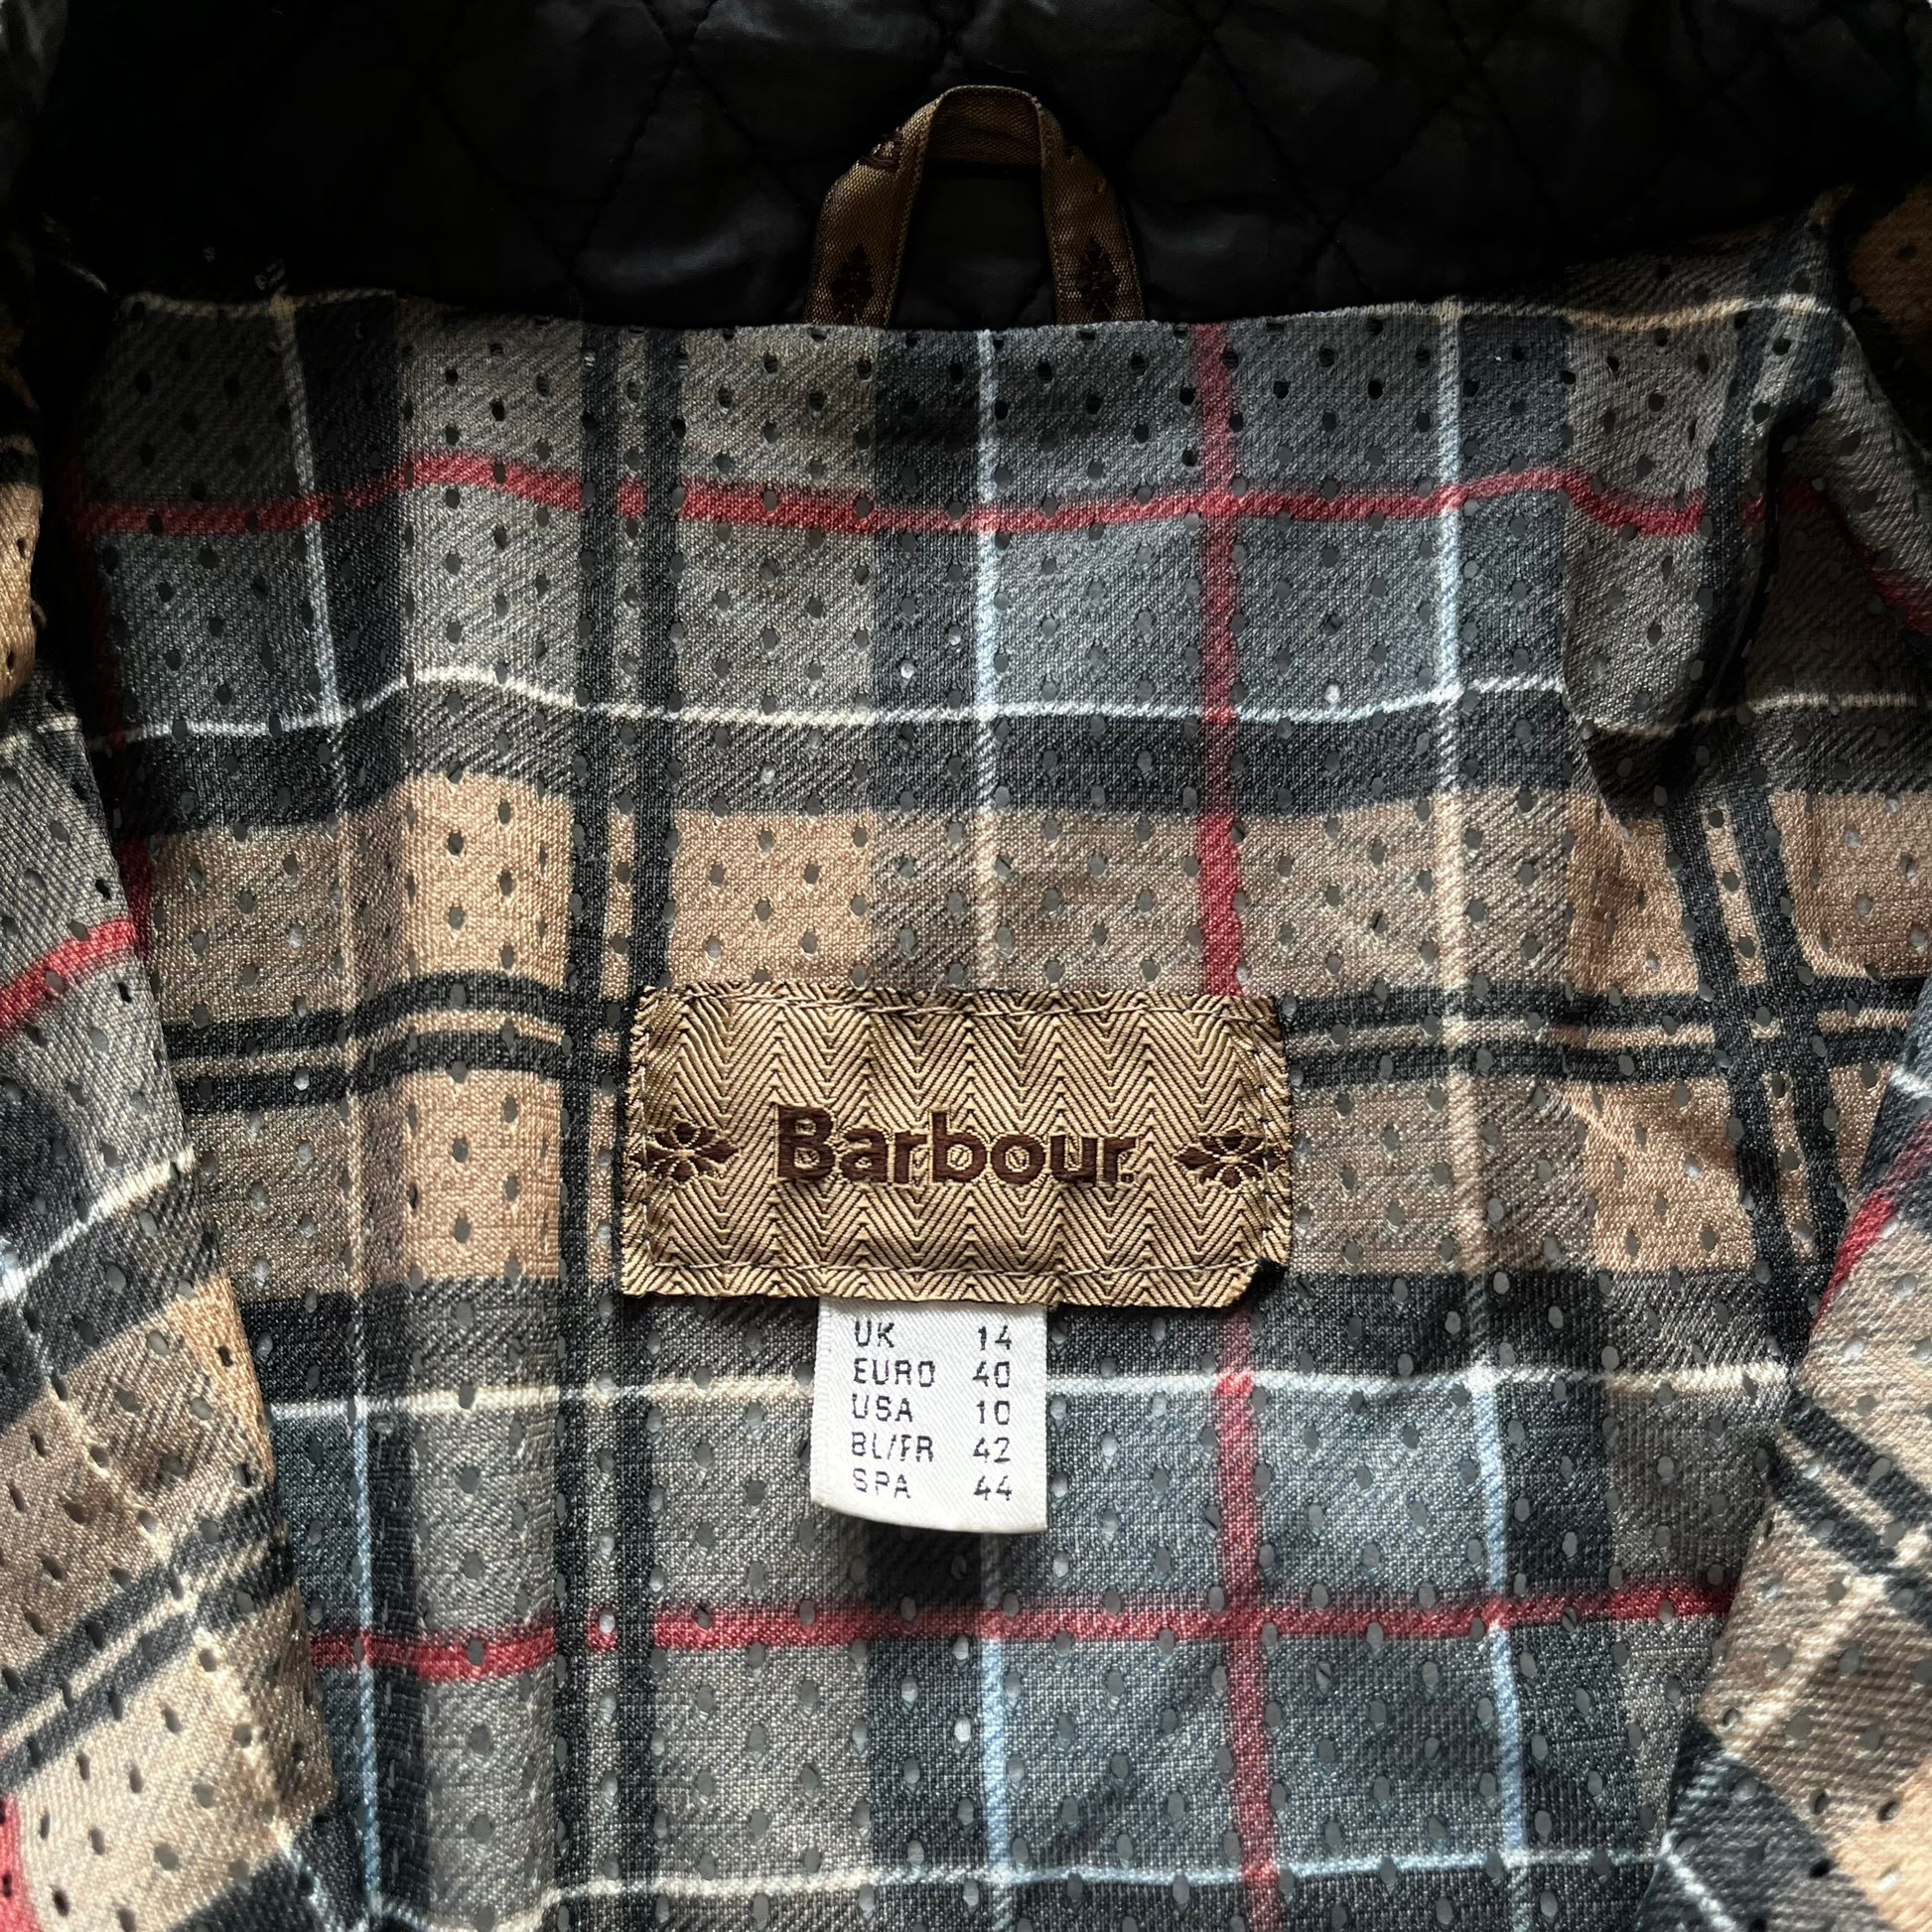 Barbour.
UK 14
EURO 40
USA 10
BL/FR 42
SPA 44